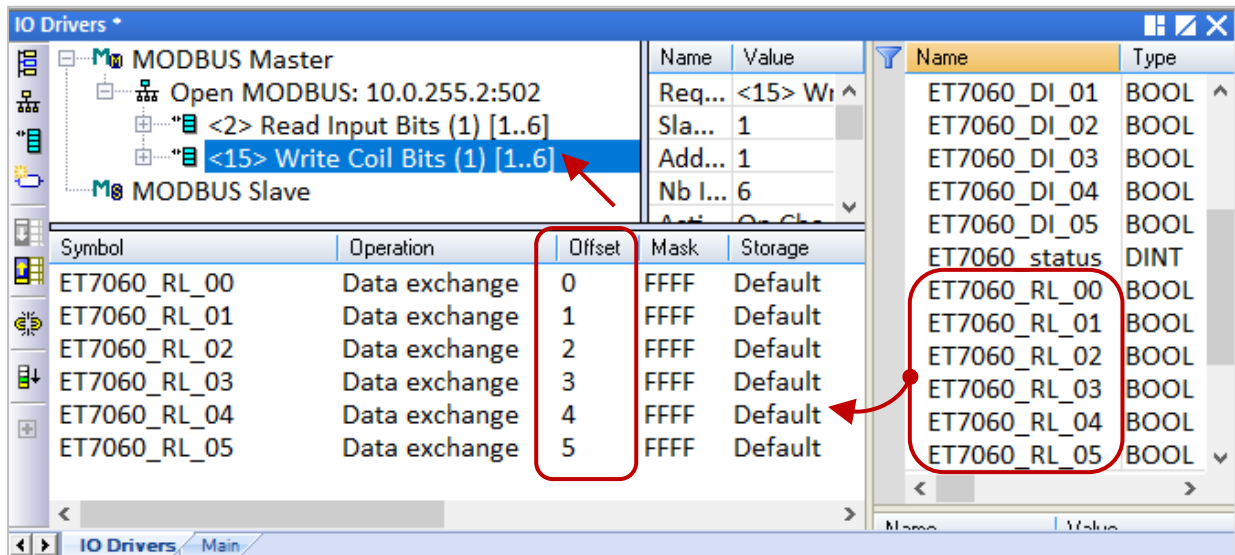 IO Drivers *
MODBUS Master
Open MODBUS: 10.0.255.2:502
<2> Read Input Bits (1) [1..6]
<15> Write Coil Bits (1) [1..6]
MODBUS Slave
Name Value
Req... <15> Wr
Sla... 1
Add... 1
Nb I... 6
Symbol Operation Offset Mask Storage
ET7060_RL_00 Data exchange 0 FFFF Default
ET7060_RL_01 Data exchange 1 FFFF Default
ET7060_RL_02 Data exchange 2 FFFF Default
ET7060_RL_03 Data exchange 3 FFFF Default
ET7060_RL_04 Data exchange 4 FFFF Default
ET7060_RL_05 Data exchange 5 FFFF Default
Name Type
ET7060_DI_01 BOOL
ET7060_DI_02 BOOL
ET7060_DI_03 BOOL
ET7060_DI_04 BOOL
ET7060_DI_05 BOOL
ET7060_status DINT
ET7060_RL_00 BOOL
ET7060_RL_01 BOOL
ET7060_RL_02 BOOL
ET7060_RL_03 BOOL
ET7060_RL_04 BOOL
ET7060_RL_05 BOOL
Name Value
IO Drivers Main